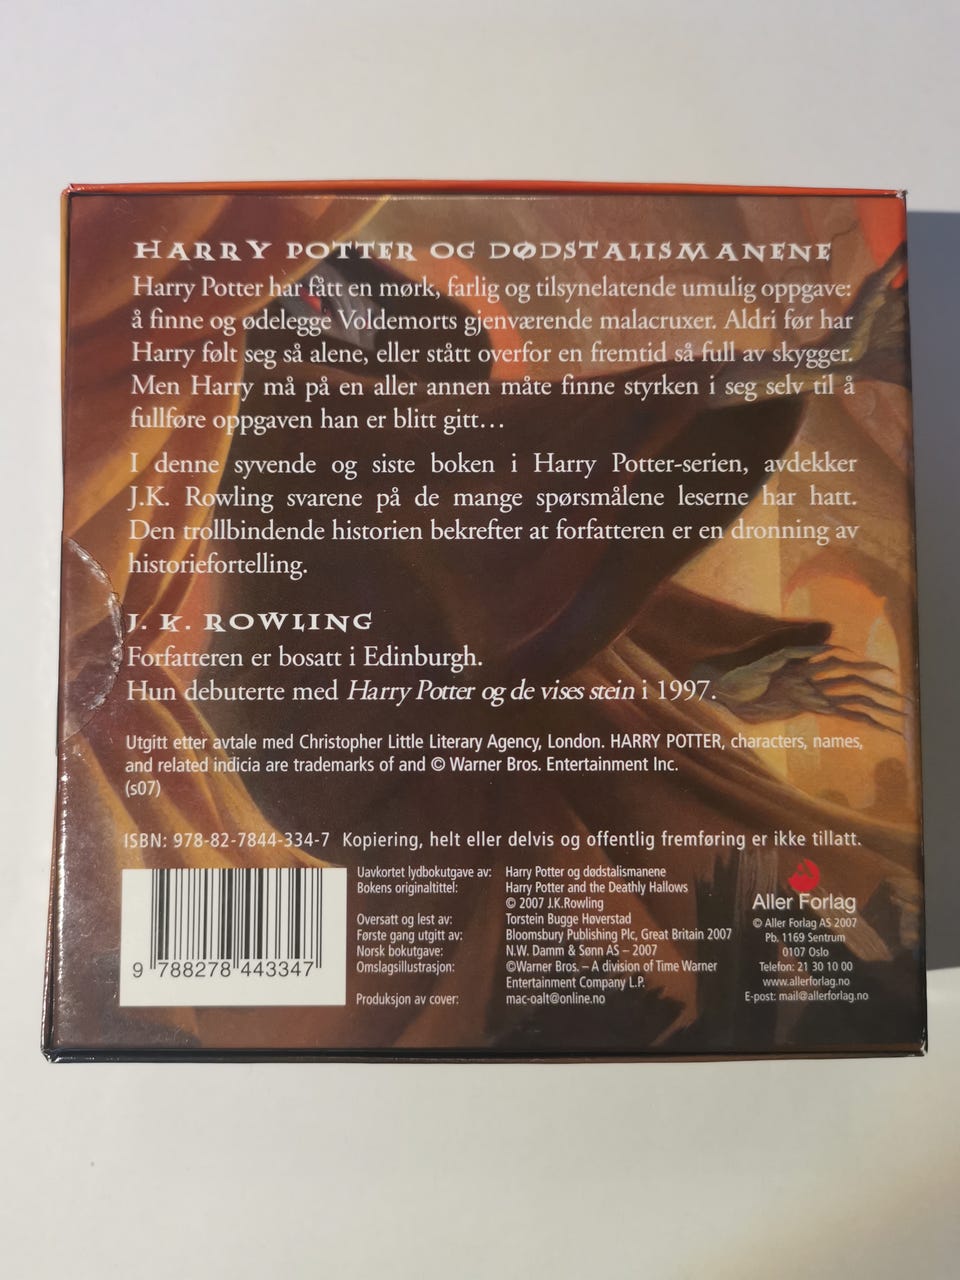 HARRY POTTER OG DØDSTALISMANENE
Harry Potter har fått en mørk, farlig og tilsynelatende umulig oppgave:
å finne og ødelegge Voldemorts gjenværende malacruxer. Aldri før har
Harry følt seg så alene, eller stått overfor en fremtid så full av skygger.
Men Harry må på en aller annen måte finne styrken i seg selv til å
fullføre oppgaven han er blitt gitt...
I denne syvende og siste boken i Harry Potter-serien, avdekker
J.K. Rowling svarene på de mange spørsmålene leserne har hatt.
Den trollbindende historien bekrefter at forfatteren er en dronning av
historiefortelling.
J. K. ROWLING
Forfatteren er bosatt i Edinburgh.
Hun debuterte med Harry Potter og de vises stein i 1997.
Utgitt etter avtale med Christopher Little Literary Agency, London. HARRY POTTER, characters, names,
and related indicia are trademarks of and © Warner Bros. Entertainment Inc.
(s07)
ISBN: 978-82-7844-334-7 Kopiering, helt eller delvis og offentlig fremføring er ikke tillatt.
9 788278 443347
Uavkortet lydbokutgave av: Harry Potter og dødstalismanene
Bokens originaltittel: Harry Potter and the Deathly Hallows
© 2007 J.K.Rowling
Oversatt og lest av: Torstein Bugge Høverstad
Første gang utgitt av: Bloomsbury Publishing Plc, Great Britain 2007
Norsk bokutgave: N.W. Damm & Sønn AS – 2007
Omslagsillustrasjon: ©Warner Bros. – A division of Time Warner
Entertainment Company L.P.
Produksjon av cover: mac-oalt@online.no
Aller Forlag
© Aller Forlag AS 2007
Pb. 1169 Sentrum
0107 Oslo
Telefon: 21 30 10 00
www.allerforlag.no
E-post: mail@allerforlag.no